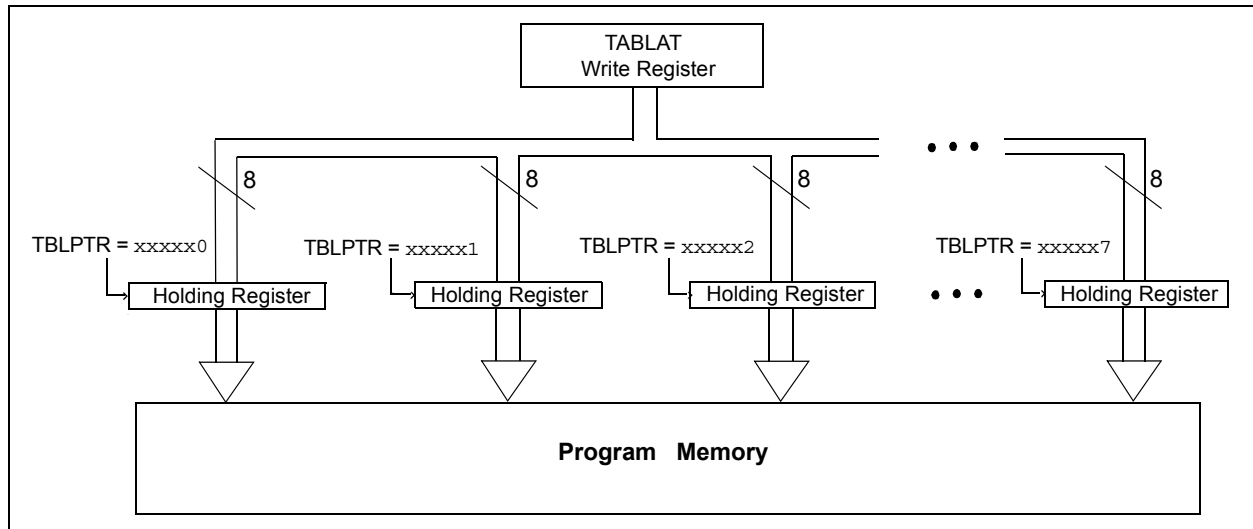 TABLAT
Write Register
8
8
8
8
TBLPTR = xxxxx0
TBLPTR = xxxxx1
TBLPTR = xxxxx2
TBLPTR = xxxxx7
Holding Register
Holding Register
Holding Register
Holding Register
Program Memory